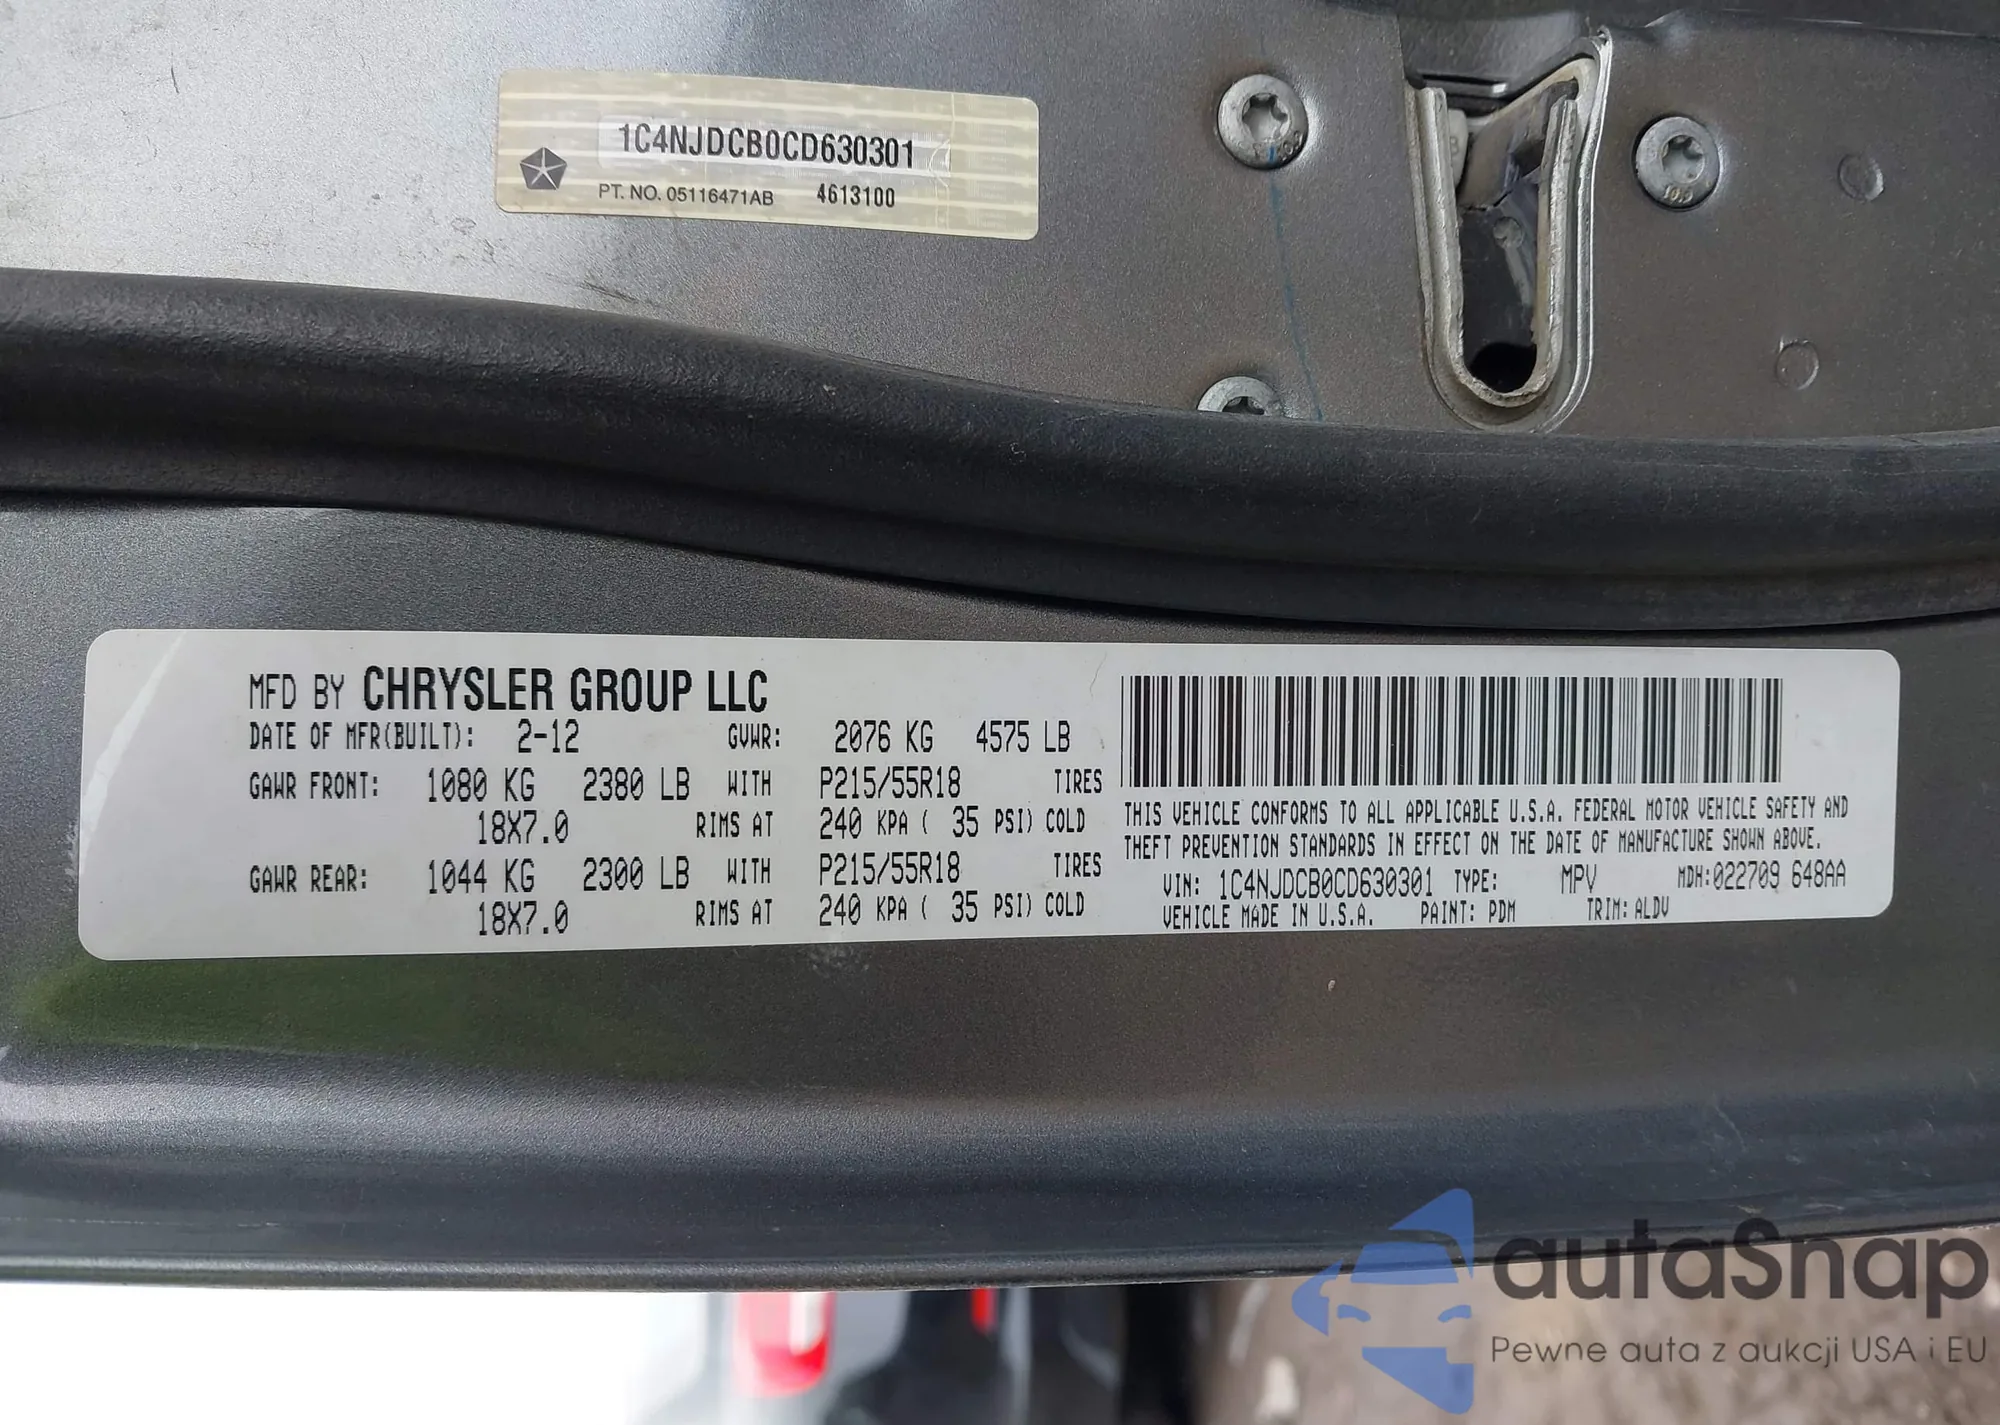 1C4NJDCB0CD630301
PT. NO. 05116471AB 4613100
MFD BY CHRYSLER GROUP LLC
DATE OF MFR(BUILT): 2-12 GVWR: 2076 KG 4575 LB
GAWR FRONT: 1080 KG 2380 LB WITH P215/55R18 TIRES
18X7.0 RIMS AT 240 KPA ( 35 PSI) COLD
GAWR REAR: 1044 KG 2300 LB WITH P215/55R18 TIRES
18X7.0 RIMS AT 240 KPA ( 35 PSI) COLD
THIS VEHICLE CONFORMS TO ALL APPLICABLE U.S.A. FEDERAL MOTOR VEHICLE SAFETY AND
THEFT PREVENTION STANDARDS IN EFFECT ON THE DATE OF MANUFACTURE SHOWN ABOVE.
VIN: 1C4NJDCB0CD630301 TYPE: MPV MDH:022709 648AA
VEHICLE MADE IN U.S.A. PAINT: PDM TRIM: ALDV
autoSnap
Pewne auta z aukcji USA i EU